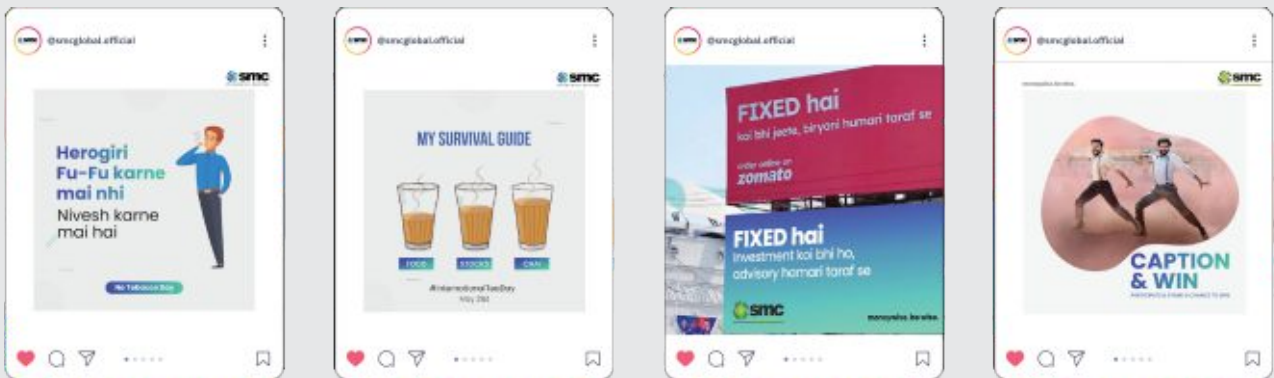 @smcglobal.official
smc
Herogiri
Fu-Fu karne
mai nhi
Nivesh karne
mai hai
No Tobacco Day
@smcglobal.official
smc
MY SURVIVAL GUIDE
FOOD
STOCKS
CHAI
#InternationalTeaDay
May 21st
@smcglobal.official
FIXED hai
koi bhi jeete, biryani humari taraf se
order online on
zomato
FIXED hai
investment koi bhi ho,
advisory hamari taraf se
smc
moneywise. be wise.
@smcglobal.official
moneywise. be wise.
smc
CAPTION
& WIN